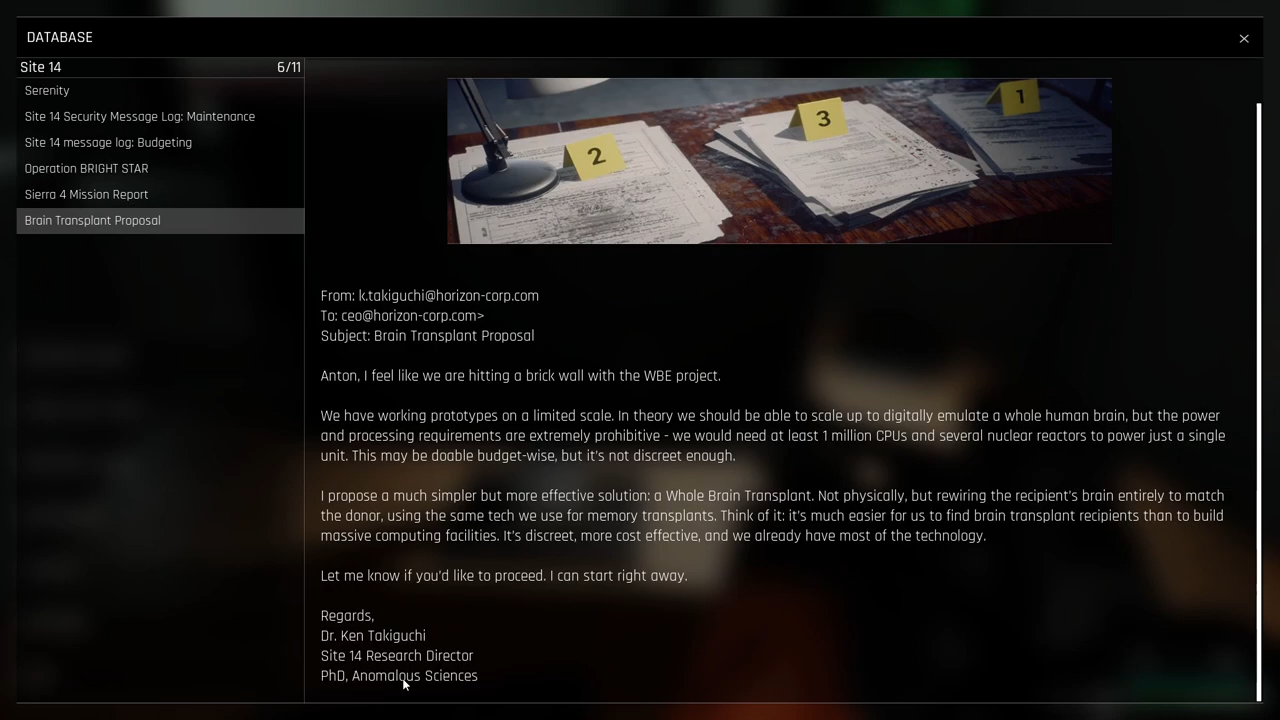 DATABASE
×
Site 14 6/11
Serenity
Site 14 Security Message Log: Maintenance
Site 14 message log: Budgeting
Operation BRIGHT STAR
Sierra 4 Mission Report
Brain Transplant Proposal
2
3
1
From: k.takiguchi@horizon-corp.com
To: ceo@horizon-corp.com>
Subject: Brain Transplant Proposal
Anton, I feel like we are hitting a brick wall with the WBE project.
We have working prototypes on a limited scale. In theory we should be able to scale up to digitally emulate a whole human brain, but the power
and processing requirements are extremely prohibitive - we would need at least 1 million CPUs and several nuclear reactors to power just a single
unit. This may be doable budget-wise, but it's not discreet enough.
I propose a much simpler but more effective solution: a Whole Brain Transplant. Not physically, but rewiring the recipient's brain entirely to match
the donor, using the same tech we use for memory transplants. Think of it: it's much easier for us to find brain transplant recipients than to build
massive computing facilities. It's discreet, more cost effective, and we already have most of the technology.
Let me know if you'd like to proceed. I can start right away.
Regards,
Dr. Ken Takiguchi
Site 14 Research Director
PhD, Anomalous Sciences